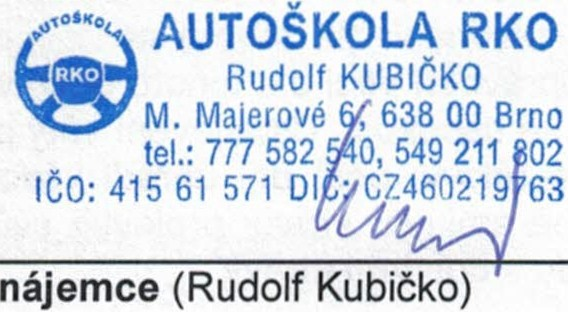 AUTOŠKOLA
RKO
AUTOŠKOLA RKO
Rudolf KUBIČKO
M. Majerové 6, 638 00 Brno
tel.: 777 582 540, 549 211 802
IČO: 415 61 571 DIČ: CZ460219763
nájemce (Rudolf Kubičko)